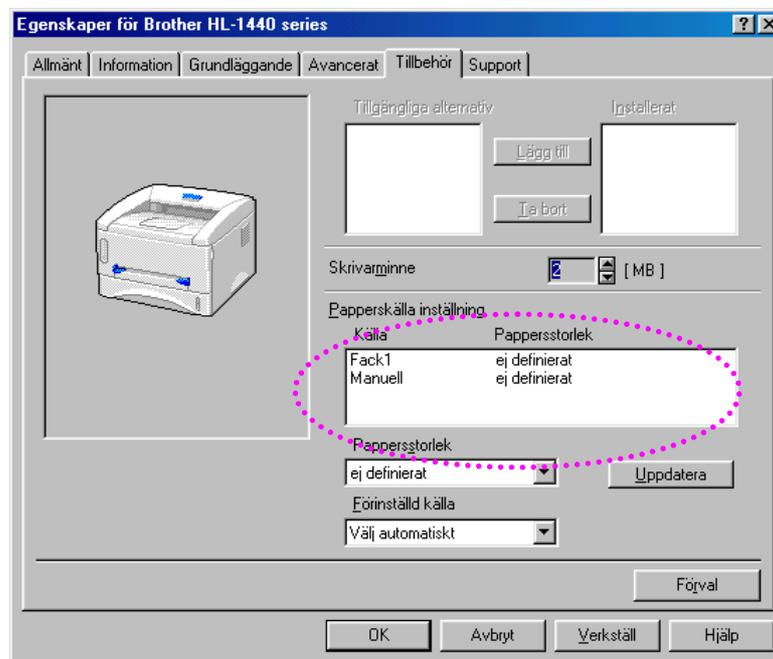 Egenskaper för Brother HL-1440 series
Allmänt Information Grundläggande Avancerat Tillbehör Support
Tillgängliga alternativ Installerat
Lägg till
Ta bort
Skrivarminne 2 [ MB ]
Papperskälla inställning
Källa Pappersstorlek
Fack1 ej definierat
Manuell ej definierat
Pappersstorlek
ej definierat Uppdatera
Förinställd källa
Välj automatiskt
Förval
OK Avbryt Verkställ Hjälp